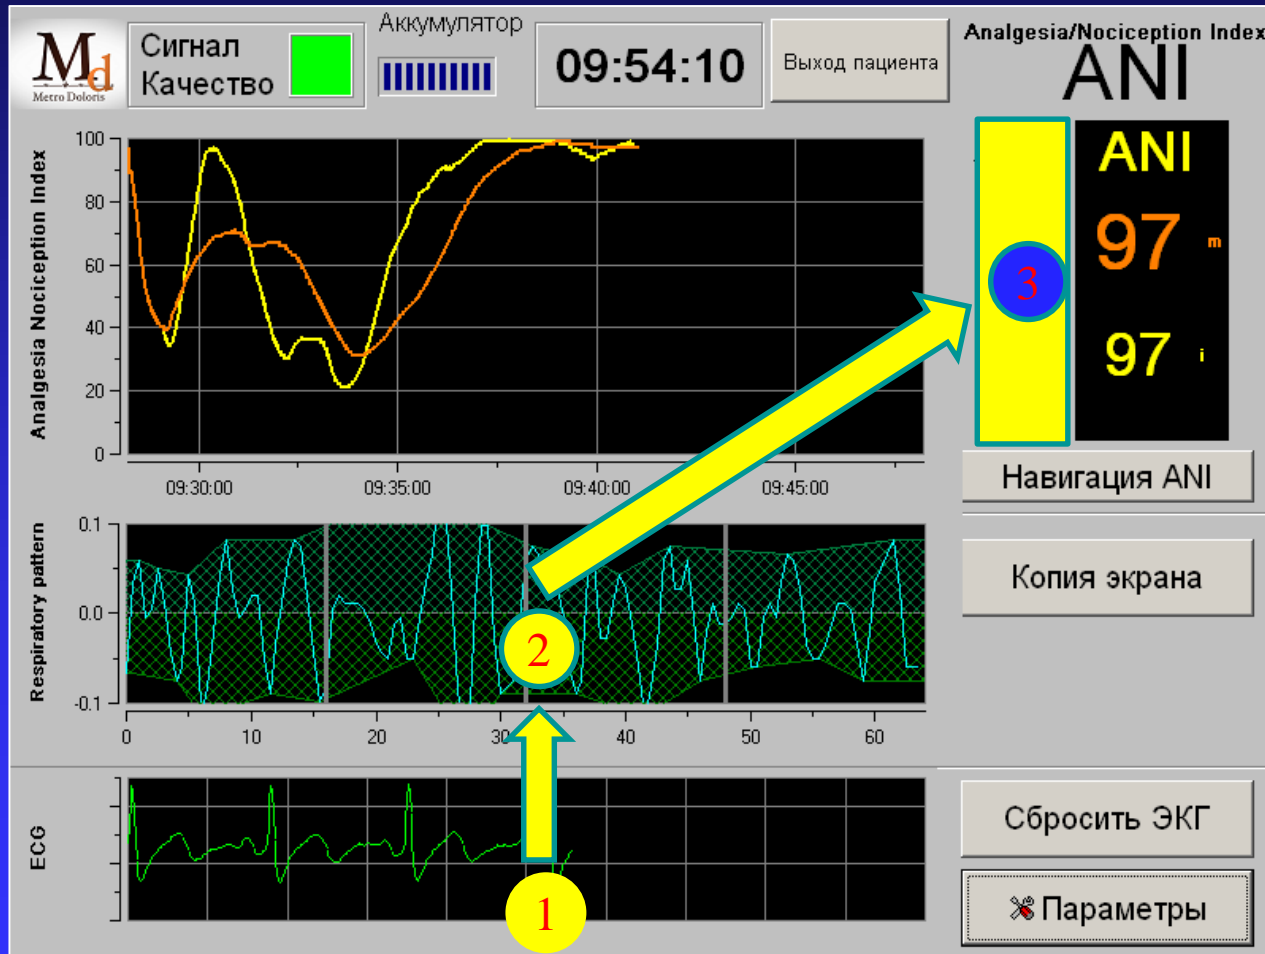 Md
Metro Doloris
Сигнал
Качество
Аккумулятор
09:54:10
Выход пациента
Analgesia/Nociception Index
ANI
Analgesia Nociception Index
100
80
60
40
20
0
09:30:00
09:35:00
09:40:00
09:45:00
3
ANI
97 m
97 i
Навигация ANI
Respiratory pattern
0.1
0.0
-0.1
2
0
10
20
30
40
50
60
Копия экрана
ECG
1
Сбросить ЭКГ
Параметры